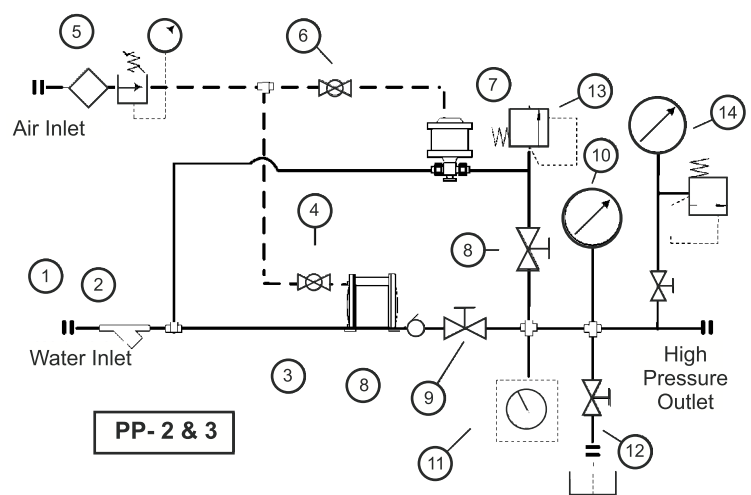 5
6
7
13
14
Air Inlet
10
4
8
1
2
Water Inlet
High
Pressure
Outlet
3
8
9
PP- 2 & 3
11
12